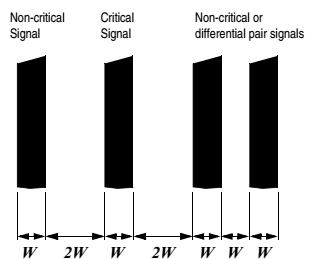 Non-critical
Signal
Critical
Signal
Non-critical or
differential pair signals
W 2W W 2W W W W